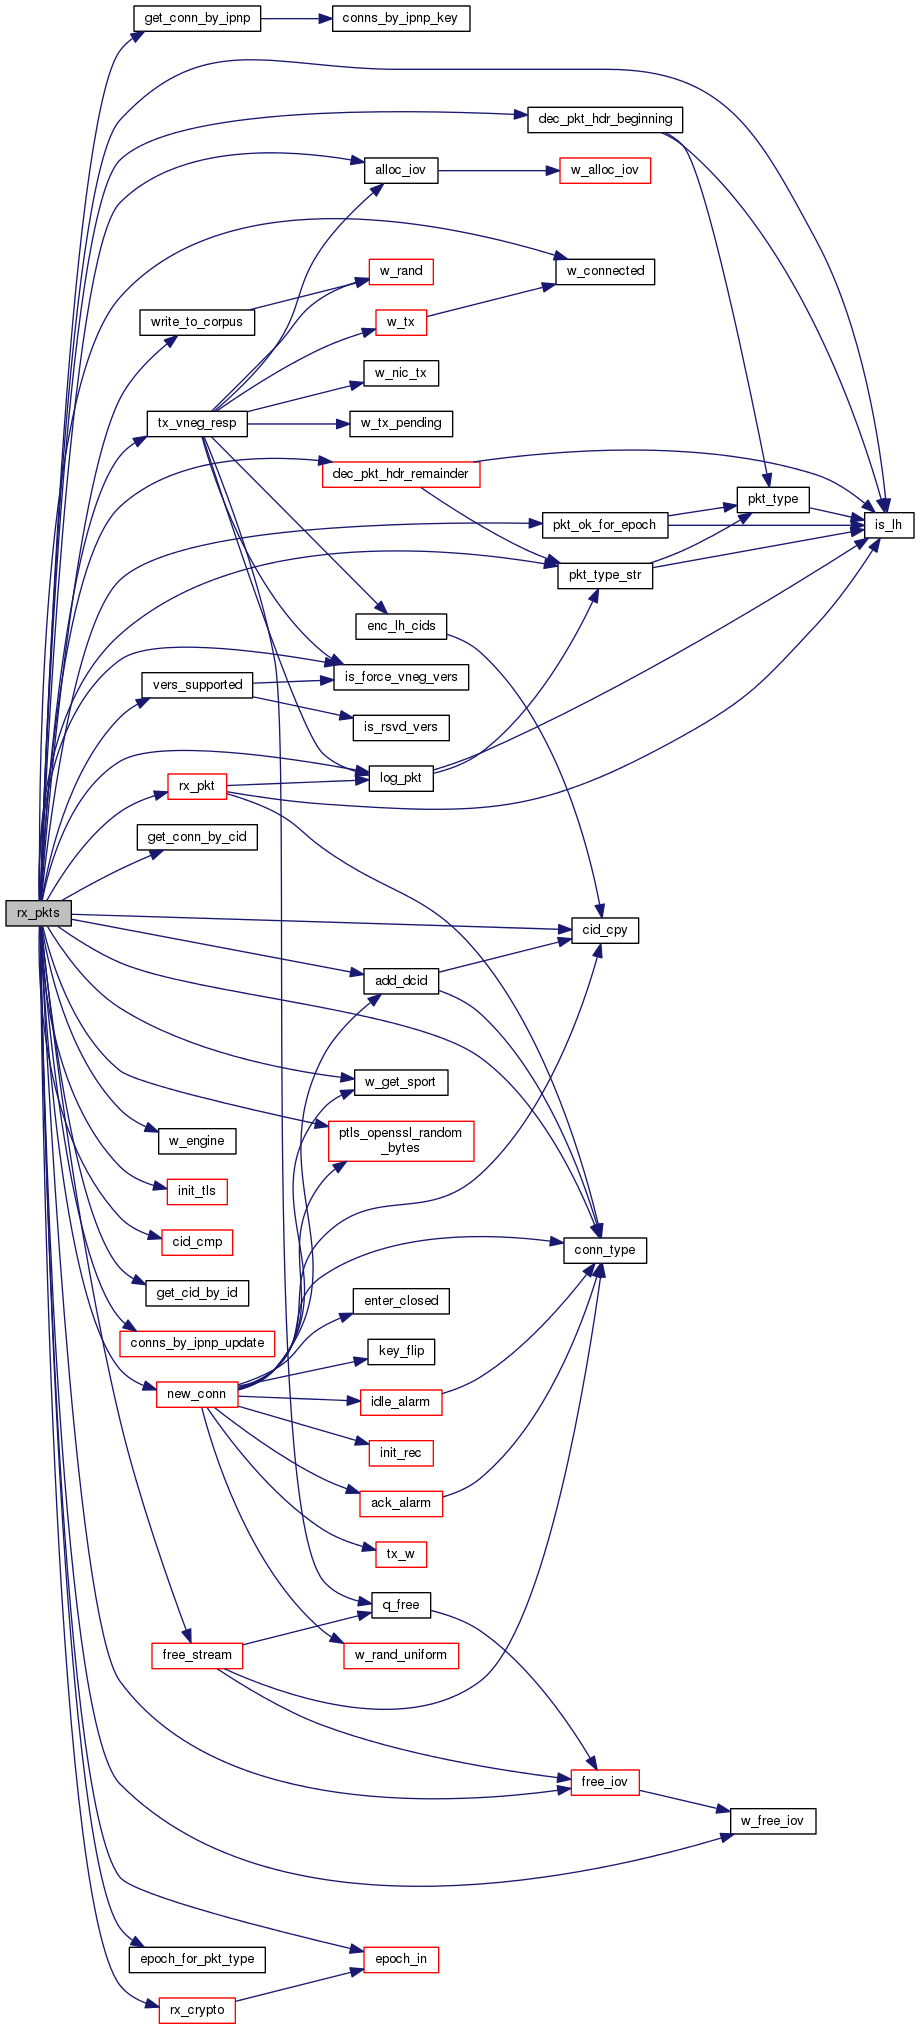 get_conn_by_ipnp
conns_by_ipnp_key
dec_pkt_hdr_beginning
alloc_iov
w_alloc_iov
w_rand
w_connected
write_to_corpus
w_tx
w_nic_tx
tx_vneg_resp
w_tx_pending
dec_pkt_hdr_remainder
pkt_type
pkt_ok_for_epoch
is_lh
pkt_type_str
enc_lh_cids
vers_supported
is_force_vneg_vers
is_rsvd_vers
rx_pkt
log_pkt
get_conn_by_cid
rx_pkts
cid_cpy
add_dcid
w_get_sport
w_engine
ptls_openssl_random
_bytes
init_tls
cid_cmp
conn_type
get_cid_by_id
enter_closed
conns_by_ipnp_update
key_flip
new_conn
idle_alarm
init_rec
ack_alarm
tx_w
q_free
free_stream
w_rand_uniform
free_iov
w_free_iov
epoch_for_pkt_type
epoch_in
rx_crypto